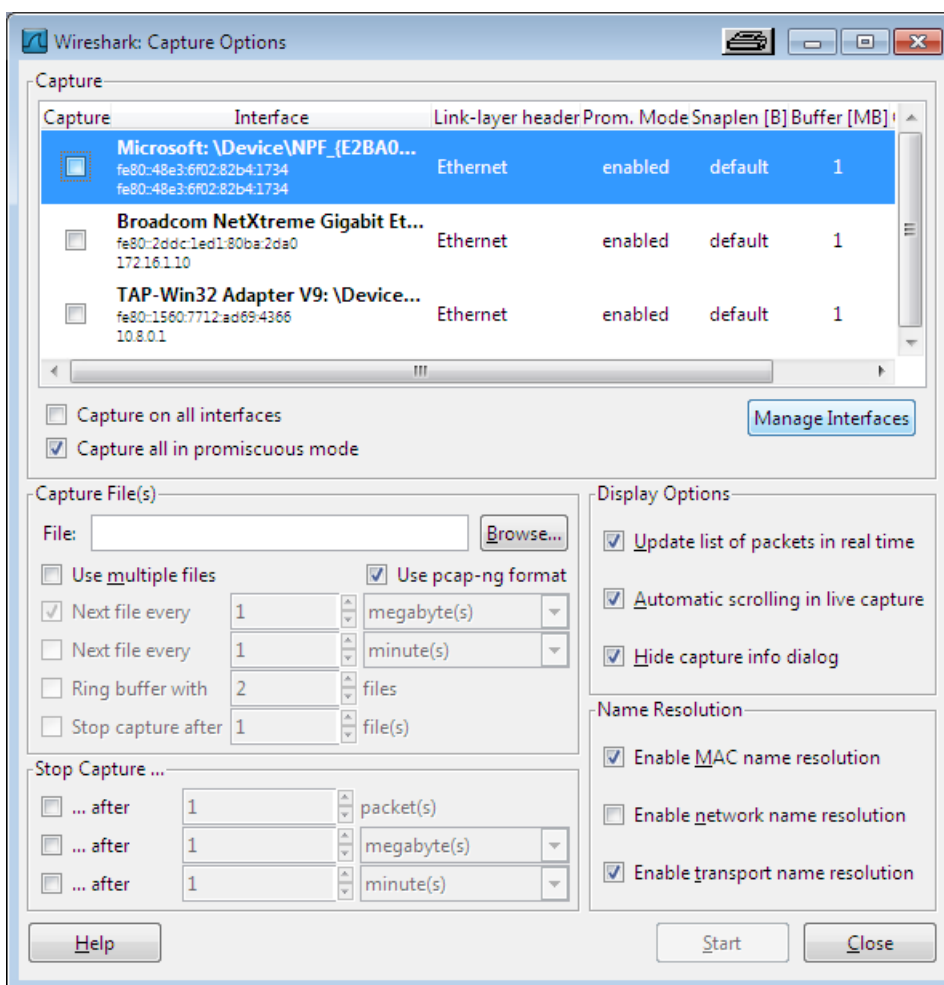 Wireshark: Capture Options
Capture
Capture Interface Link-layer header Prom. Mode Snaplen [B] Buffer [MB]
Microsoft: \Device\NPF_{E2BA0...
fe80::48e3:6f02:82b4:1734
fe80::48e3:6f02:82b4:1734
Ethernet enabled default 1
Broadcom NetXtreme Gigabit Et...
fe80::2ddc:1ed1:80ba:2da0
172.16.1.10
Ethernet enabled default 1
TAP-Win32 Adapter V9: \Device...
fe80::1560:7712:ad69:4366
10.8.0.1
Ethernet enabled default 1
Capture on all interfaces
Manage Interfaces
Capture all in promiscuous mode
Capture File(s)
File: Browse...
Use multiple files Use pcap-ng format
Next file every 1 megabyte(s)
Next file every 1 minute(s)
Ring buffer with 2 files
Stop capture after 1 file(s)
Stop Capture ...
... after 1 packet(s)
... after 1 megabyte(s)
... after 1 minute(s)
Display Options
Update list of packets in real time
Automatic scrolling in live capture
Hide capture info dialog
Name Resolution
Enable MAC name resolution
Enable network name resolution
Enable transport name resolution
Help Start Close